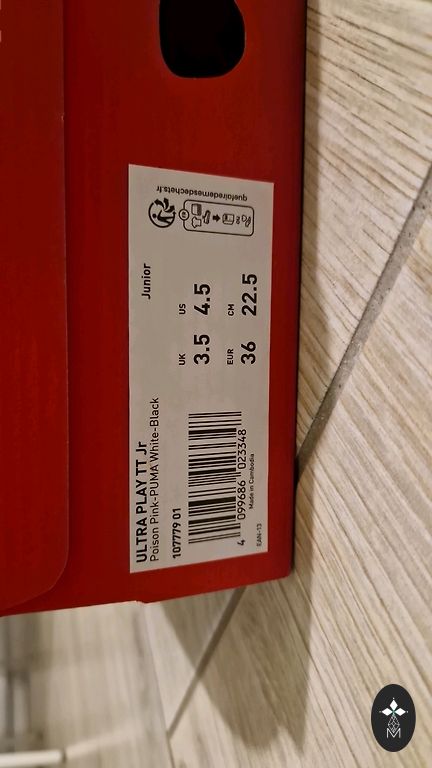 ULTRA PLAY TT Jr
Poison Pink-PUMA White-Black
107779 01
4 099686 023348
EAN-13
Made in Cambodia
UK
3.5
US
4.5
EUR
36
CM
22.5
Junior
quefairedemesdechets.fr
M